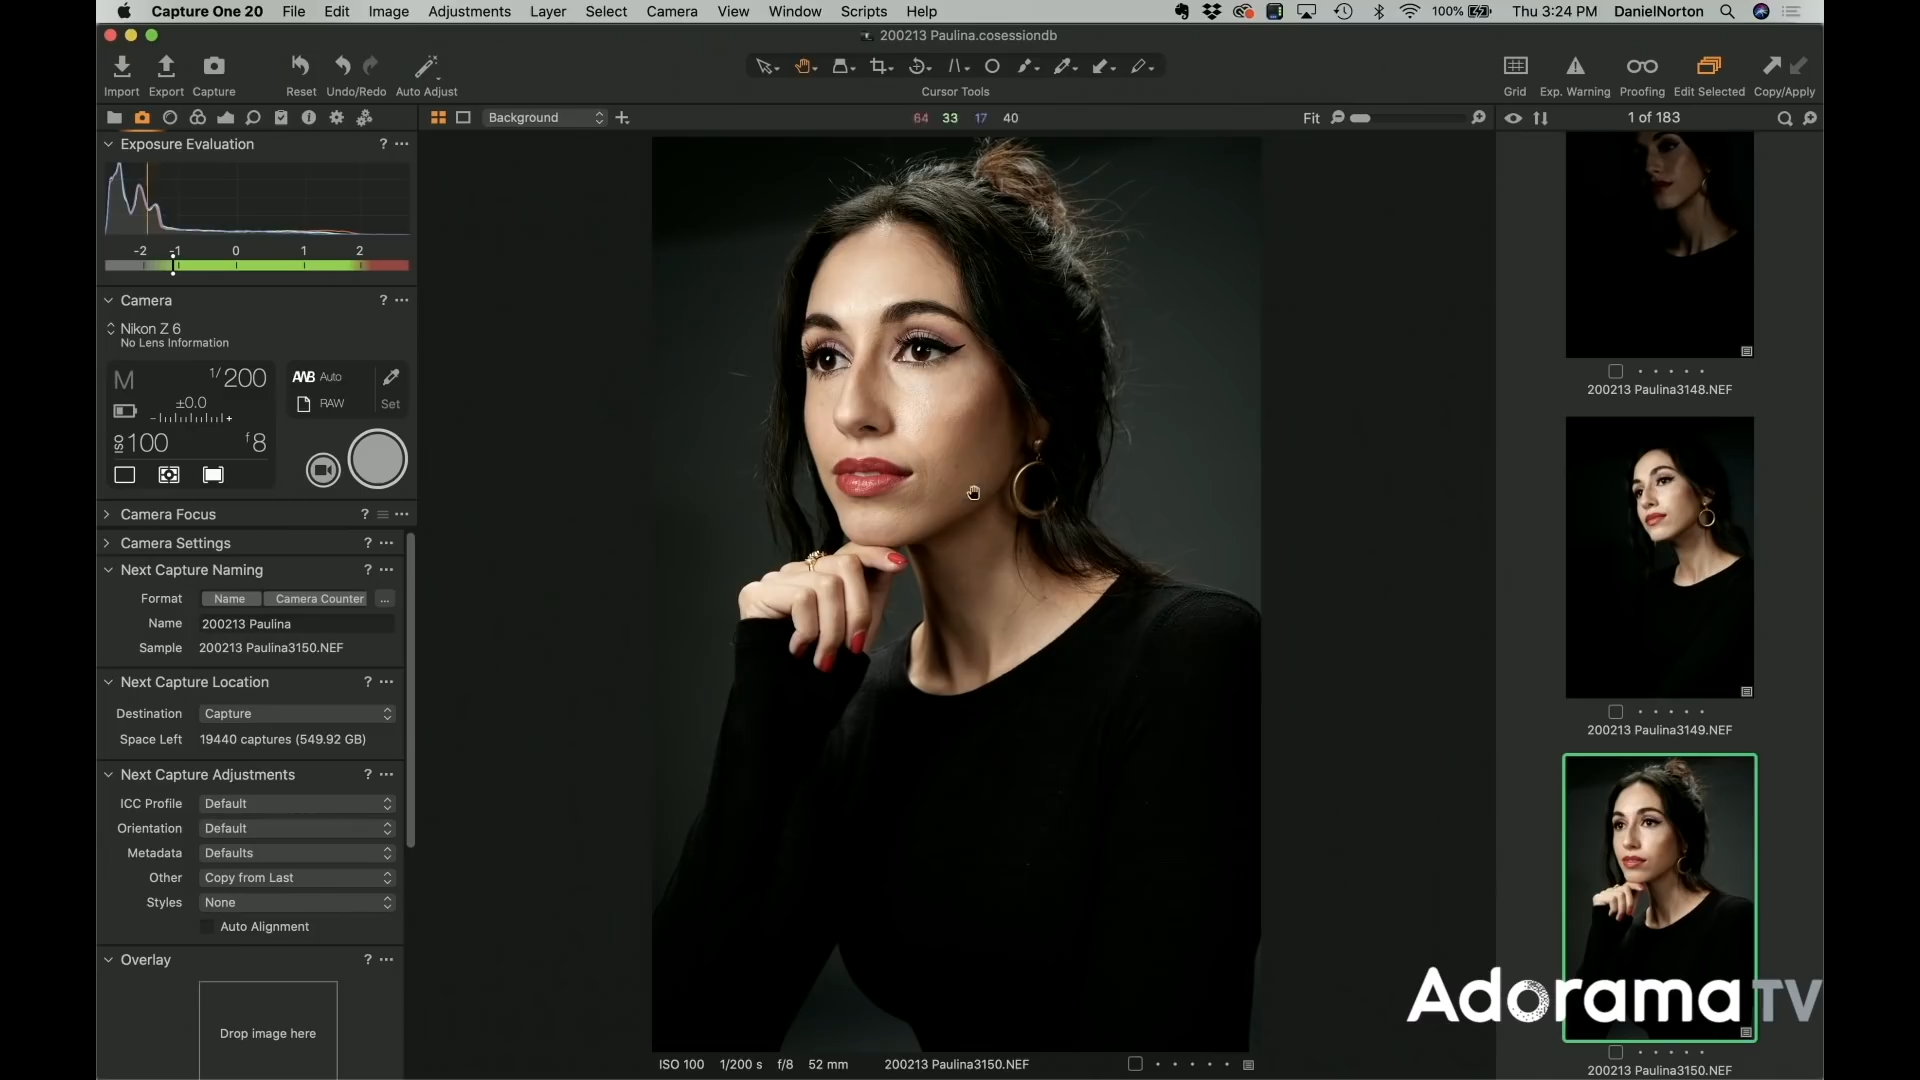 Capture One 20 File Edit Image Adjustments Layer Select Camera View Window Scripts Help 100% Thu 3:24 PM DanielNorton
200213 Paulina.cosessiondb
Import Export Capture Reset Undo/Redo Auto Adjust Cursor Tools Grid Exp. Warning Proofing Edit Selected Copy/Apply
Background 64 33 17 40 Fit 1 of 183
Exposure Evaluation ? ...
-2 -1 0 1 2
Camera ? ...
Nikon Z 6
No Lens Information
M 1/200 AWB Auto
±0.0 RAW Set
- +
ISO 100 f 8
Camera Focus ? ...
Camera Settings ? ...
Next Capture Naming ? ...
Format Name Camera Counter ...
Name 200213 Paulina
Sample 200213 Paulina3150.NEF
Next Capture Location ? ...
Destination Capture
Space Left 19440 captures (549.92 GB)
Next Capture Adjustments ? ...
ICC Profile Default
Orientation Default
Metadata Defaults
Other Copy from Last
Styles None
Auto Alignment
Overlay ? ...
Drop image here
ISO 100 1/200 s f/8 52 mm 200213 Paulina3150.NEF
200213 Paulina3148.NEF
200213 Paulina3149.NEF
Adorama TV
200213 Paulina3150.NEF